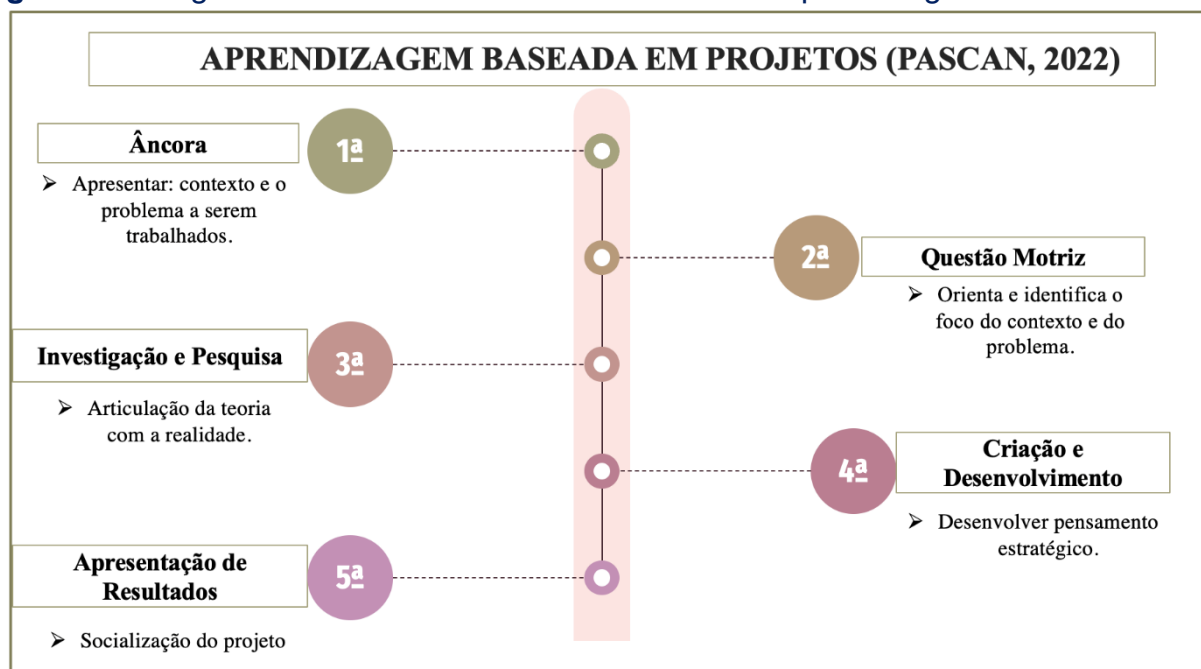 APRENDIZAGEM BASEADA EM PROJETOS (PASCAN, 2022)
1ª
Âncora
➢ Apresentar: contexto e o
problema a serem
trabalhados.
2ª
Questão Motriz
➢ Orienta e identifica o
foco do contexto e do
problema.
3ª
Investigação e Pesquisa
➢ Articulação da teoria
com a realidade.
4ª
Criação e
Desenvolvimento
➢ Desenvolver pensamento
estratégico.
5ª
Apresentação de
Resultados
➢ Socialização do projeto